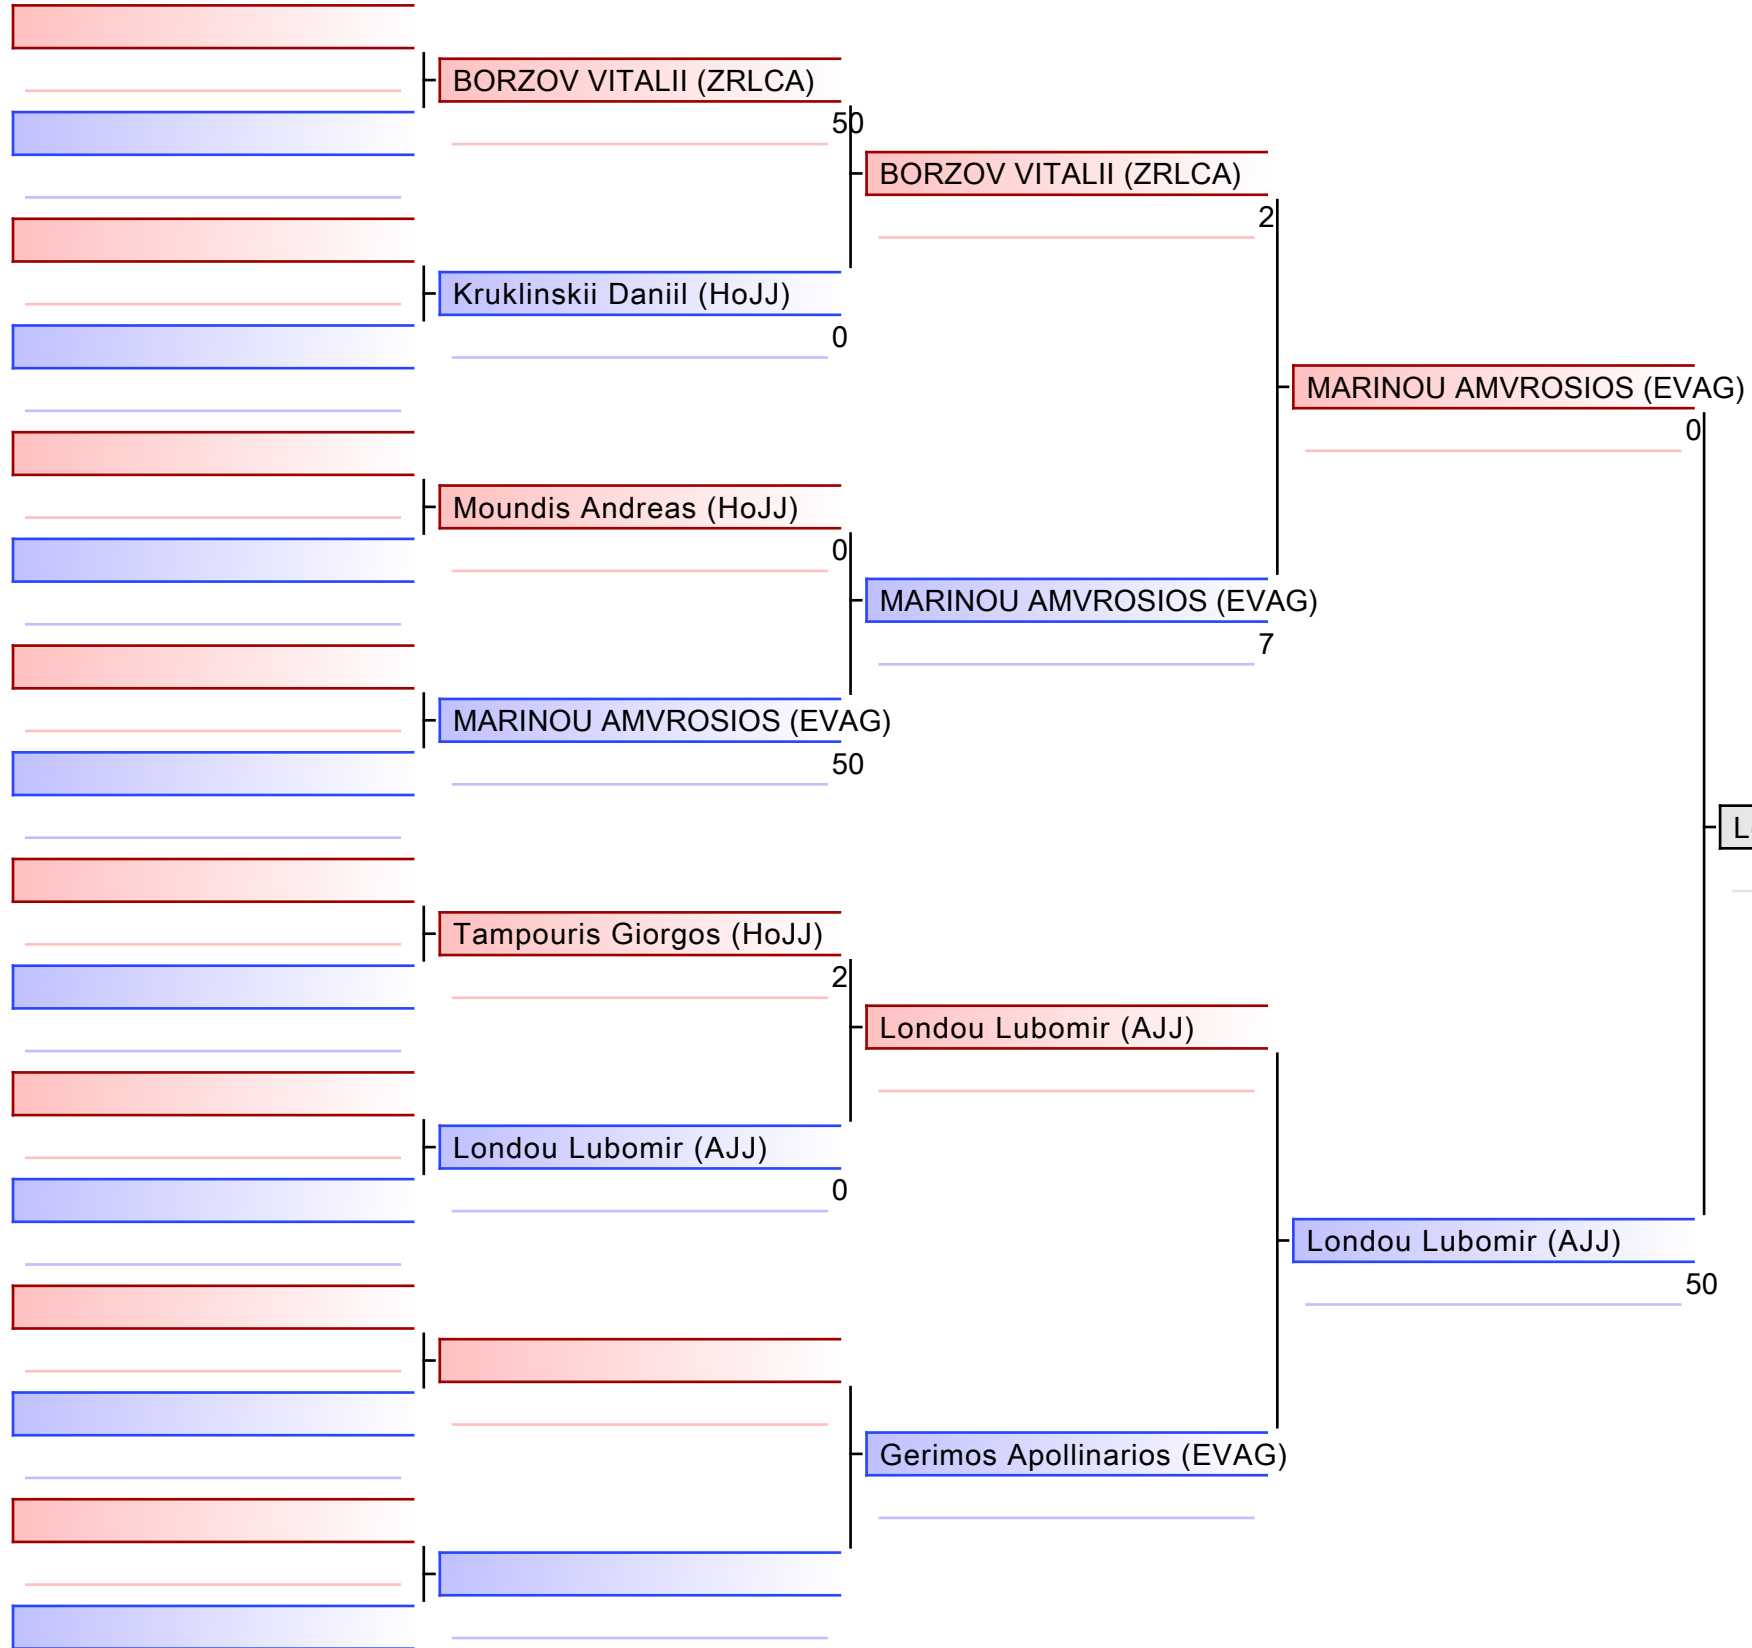 BORZOV VITALII (ZRLCA)
50
BORZOV VITALII (ZRLCA)
2
Kruklinskii Daniil (HoJJ)
0
MARINOU AMVROSIOS (EVAG)
0
Moundis Andreas (HoJJ)
0
MARINOU AMVROSIOS (EVAG)
7
MARINOU AMVROSIOS (EVAG)
50
Tampouris Giorgos (HoJJ)
2
Londou Lubomir (AJJ)
Londou Lubomir (AJJ)
0
Londou Lubomir (AJJ)
50
Gerimos Apollinarios (EVAG)